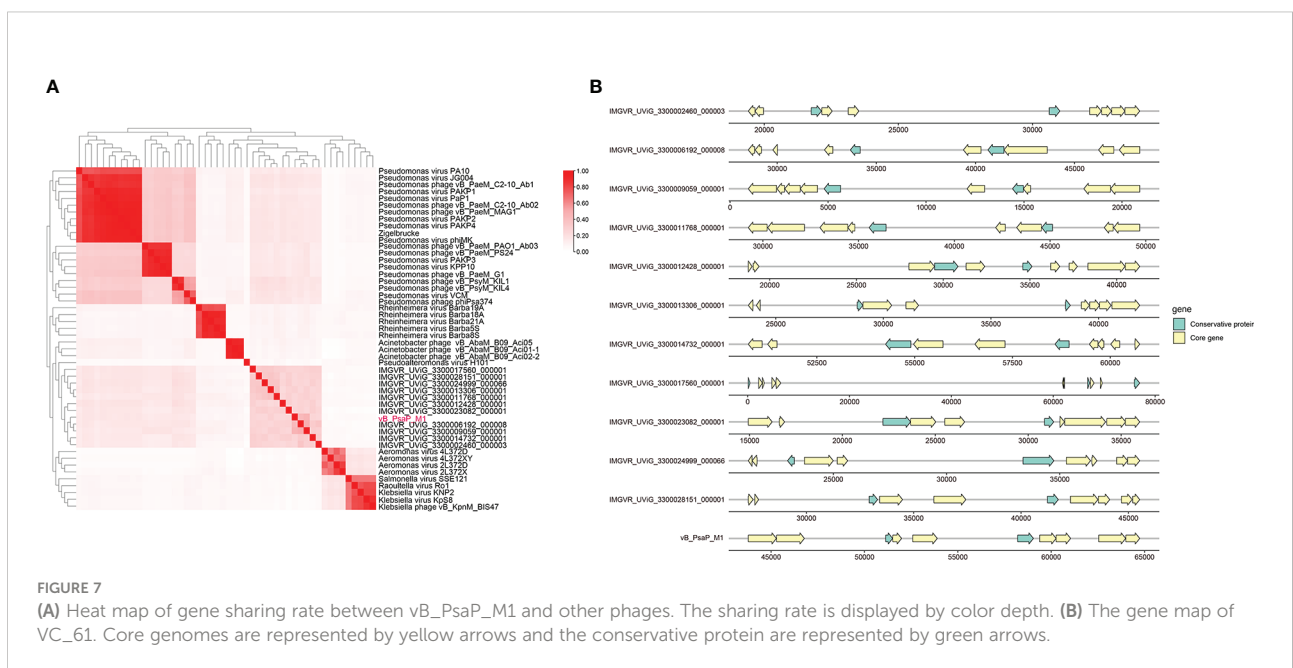 A
Pseudomonas virus PA10
Pseudomonas virus JG004
Pseudomonas phage vB_PaeM_C2-10_Ab1
Pseudomonas virus PAKP1
Pseudomonas virus PaP1
Pseudomonas phage vB_PaeM_C2-10_Ab02
Pseudomonas phage vB_PaeM_MAG1
Pseudomonas virus PAKP2
Pseudomonas virus PAKP4
Zigelbrucke
Pseudomonas virus phiMK
Pseudomonas phage vB_PaeM_PAO1_Ab03
Pseudomonas phage vB_PaeM_PS24
Pseudomonas virus PAKP3
Pseudomonas virus KPP10
Pseudomonas phage vB_PaeM_G1
Pseudomonas phage vB_PsyM_KIL1
Pseudomonas phage vB_PsyM_KIL4
Pseudomonas virus VCM
Pseudomonas phage phiPsa374
Rheinheimera virus Barba19A
Rheinheimera virus Barba18A
Rheinheimera virus Barba21A
Rheinheimera virus Barba5S
Rheinheimera virus Barba8S
Acinetobacter phage vB_AbaM_B09_Aci05
Acinetobacter phage vB_AbaM_B09_Aci01-1
Acinetobacter phage vB_AbaM_B09_Aci02-2
Pseudoalteromonas virus H101
IMGVR_UViG_3300017560_000001
IMGVR_UViG_3300028151_000001
IMGVR_UViG_3300024999_000066
IMGVR_UViG_3300013306_000001
IMGVR_UViG_3300011768_000001
IMGVR_UViG_3300012428_000001
IMGVR_UViG_3300023082_000001
vB_PsaP_M1
IMGVR_UViG_3300006192_000008
IMGVR_UViG_3300009059_000001
IMGVR_UViG_3300014732_000001
IMGVR_UViG_3300002460_000003
Aeromonas virus 4L372D
Aeromonas virus 4L372XY
Aeromonas virus 2L372D
Aeromonas virus 2L372X
Salmonella virus SSE121
Raoultella virus Ro1
Klebsiella virus KNP2
Klebsiella virus KpS8
Klebsiella phage vB_KpnM_BIS47
1.00
0.80
0.60
0.40
0.20
0.00
B
IMGVR_UViG_3300002460_000003
20000 25000 30000
IMGVR_UViG_3300006192_000008
30000 35000 40000 45000
IMGVR_UViG_3300009059_000001
0 5000 10000 15000 20000
IMGVR_UViG_3300011768_000001
30000 35000 40000 45000 50000
IMGVR_UViG_3300012428_000001
20000 25000 30000 35000 40000
IMGVR_UViG_3300013306_000001
25000 30000 35000 40000
IMGVR_UViG_3300014732_000001
52500 55000 57500 60000
IMGVR_UViG_3300017560_000001
0 20000 40000 60000 80000
IMGVR_UViG_3300023082_000001
15000 20000 25000 30000 35000
IMGVR_UViG_3300024999_000066
25000 30000 35000
IMGVR_UViG_3300028151_000001
30000 35000 40000 45000
vB_PsaP_M1
45000 50000 55000 60000 65000
gene
Conservative protein
Core gene
FIGURE 7
(A) Heat map of gene sharing rate between vB_PsaP_M1 and other phages. The sharing rate is displayed by color depth. (B) The gene map of
VC_61. Core genomes are represented by yellow arrows and the conservative protein are represented by green arrows.